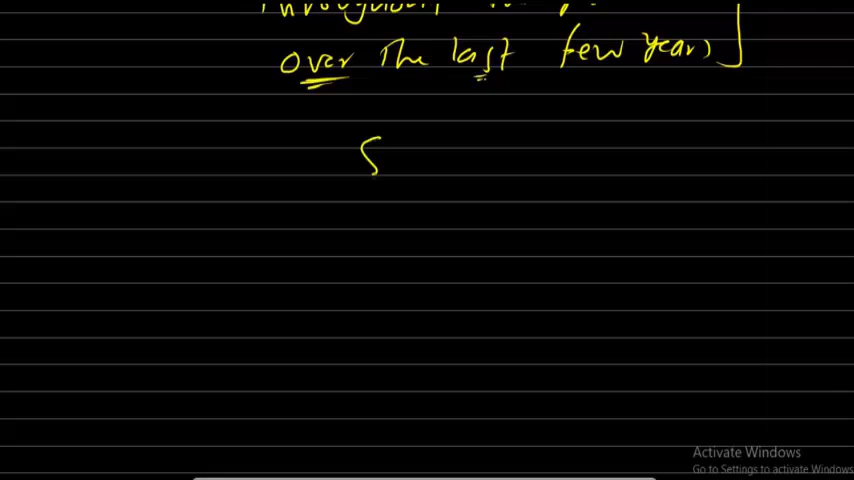 over the last few years
S
Activate Windows
Go to Settings to activate Windows